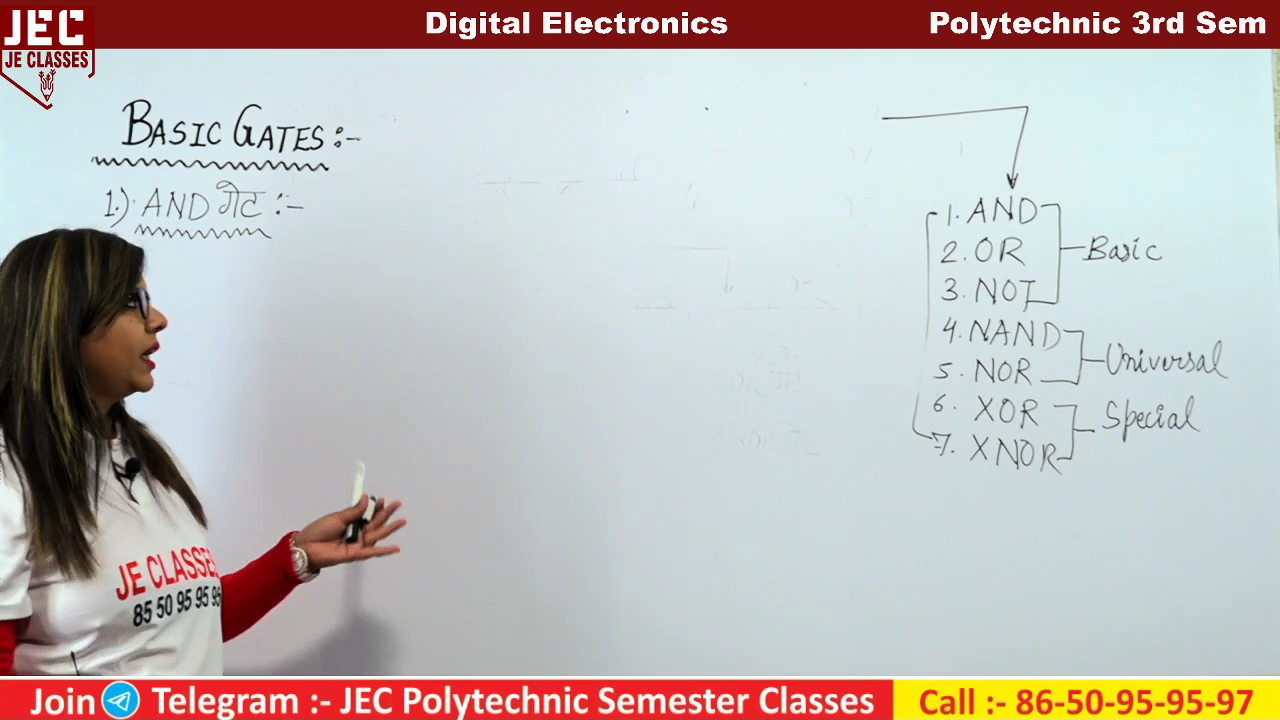 JEC
JE CLASSES
Digital Electronics
Polytechnic 3rd Sem
BASIC GATES :-
1.) AND गेट :-
1. AND
2. OR
3. NOT
Basic
4. NAND
5. NOR
Universal
6. XOR
7. XNOR
Special
JE CLASSES
85 50 95 95 95
Join Telegram :- JEC Polytechnic Semester Classes
Call :- 86-50-95-95-97